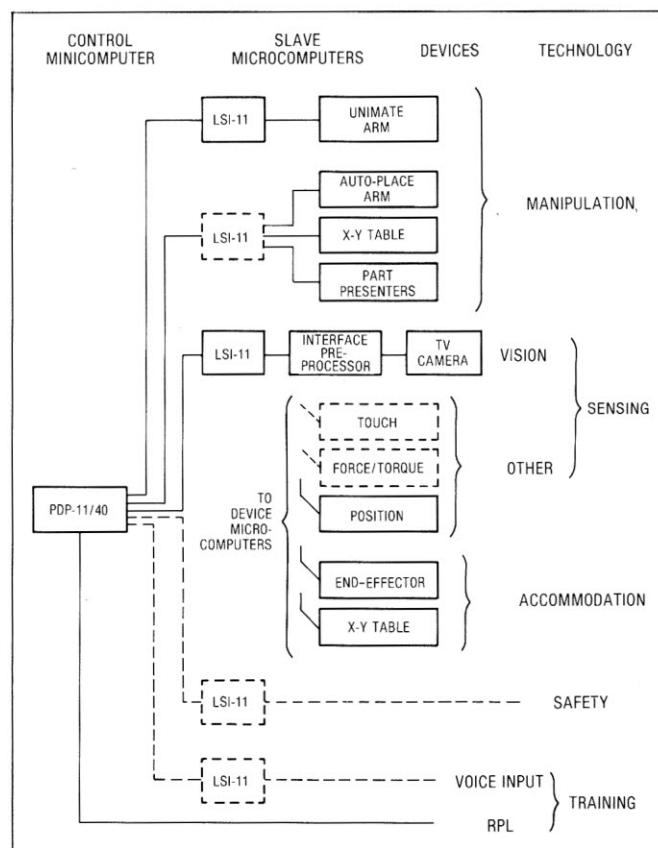 CONTROL
MINICOMPUTER
SLAVE
MICROCOMPUTERS
DEVICES
TECHNOLOGY
LSI-11
UNIMATE
ARM
AUTO-PLACE
ARM
LSI-11
X-Y TABLE
PART
PRESENTERS
MANIPULATION,
LSI-11
INTERFACE
PRE-
PROCESSOR
TV
CAMERA
VISION
SENSING
TOUCH
FORCE/TORQUE
OTHER
POSITION
PDP-11/40
TO
DEVICE
MICRO-
COMPUTERS
END-EFFECTOR
X-Y TABLE
ACCOMMODATION
LSI-11
SAFETY
LSI-11
VOICE INPUT
RPL
TRAINING